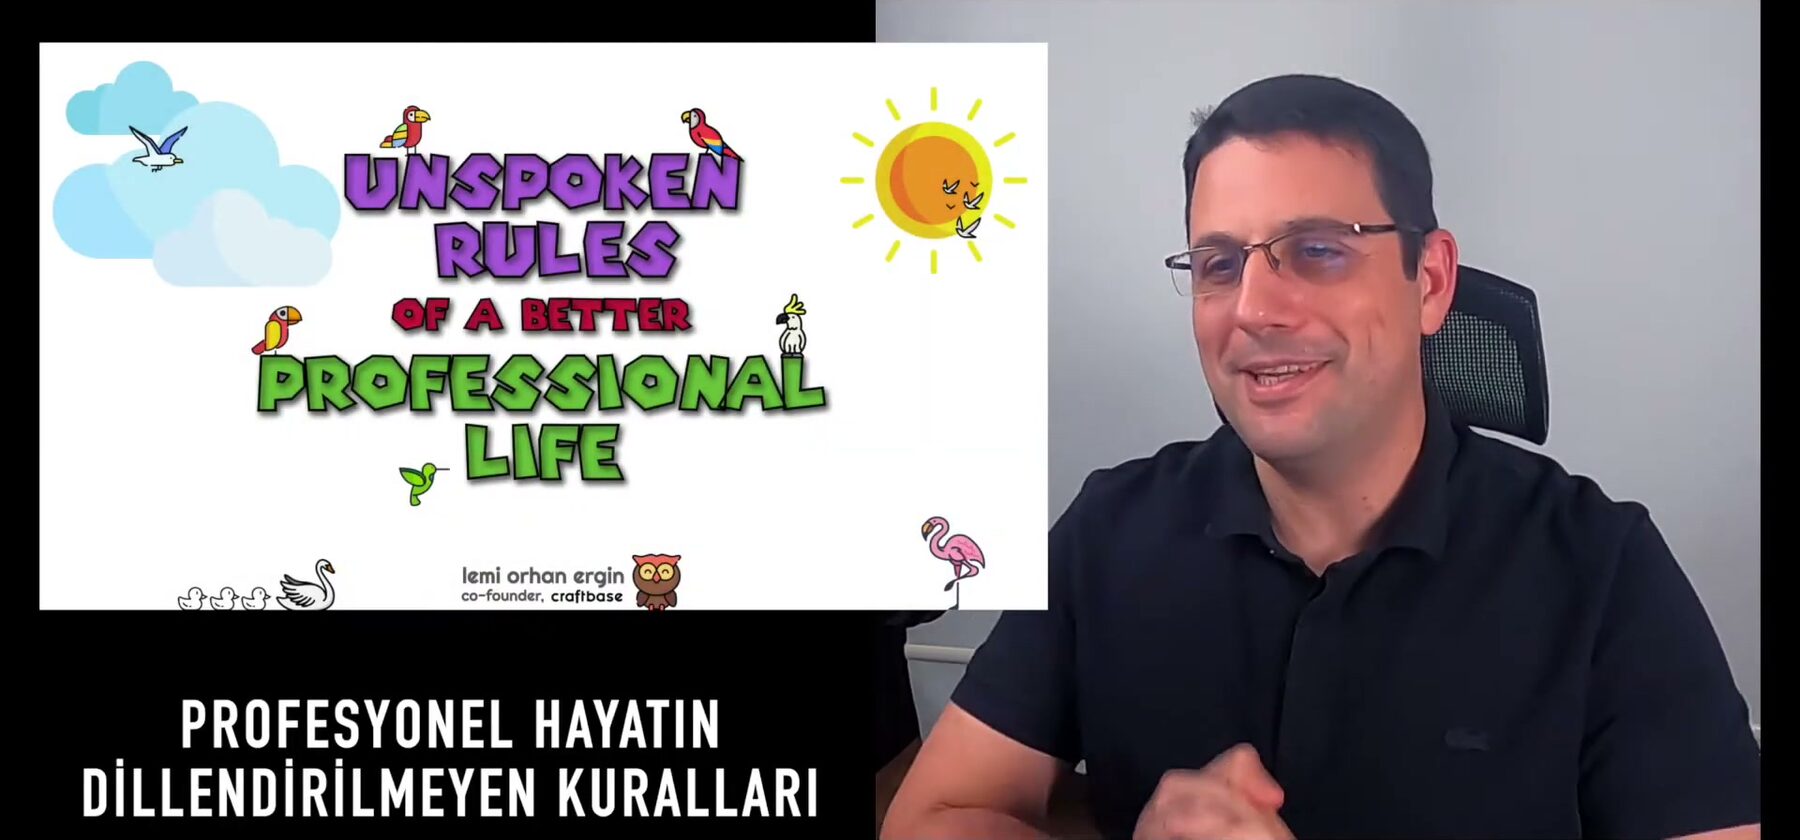 UNSPOKEN
RULES
OF A BETTER
PROFESSIONAL
LIFE
lemi orhan ergin
co-founder, craftbase
PROFESYONEL HAYATIN
DİLLENDİRİLMEYEN KURALLARI